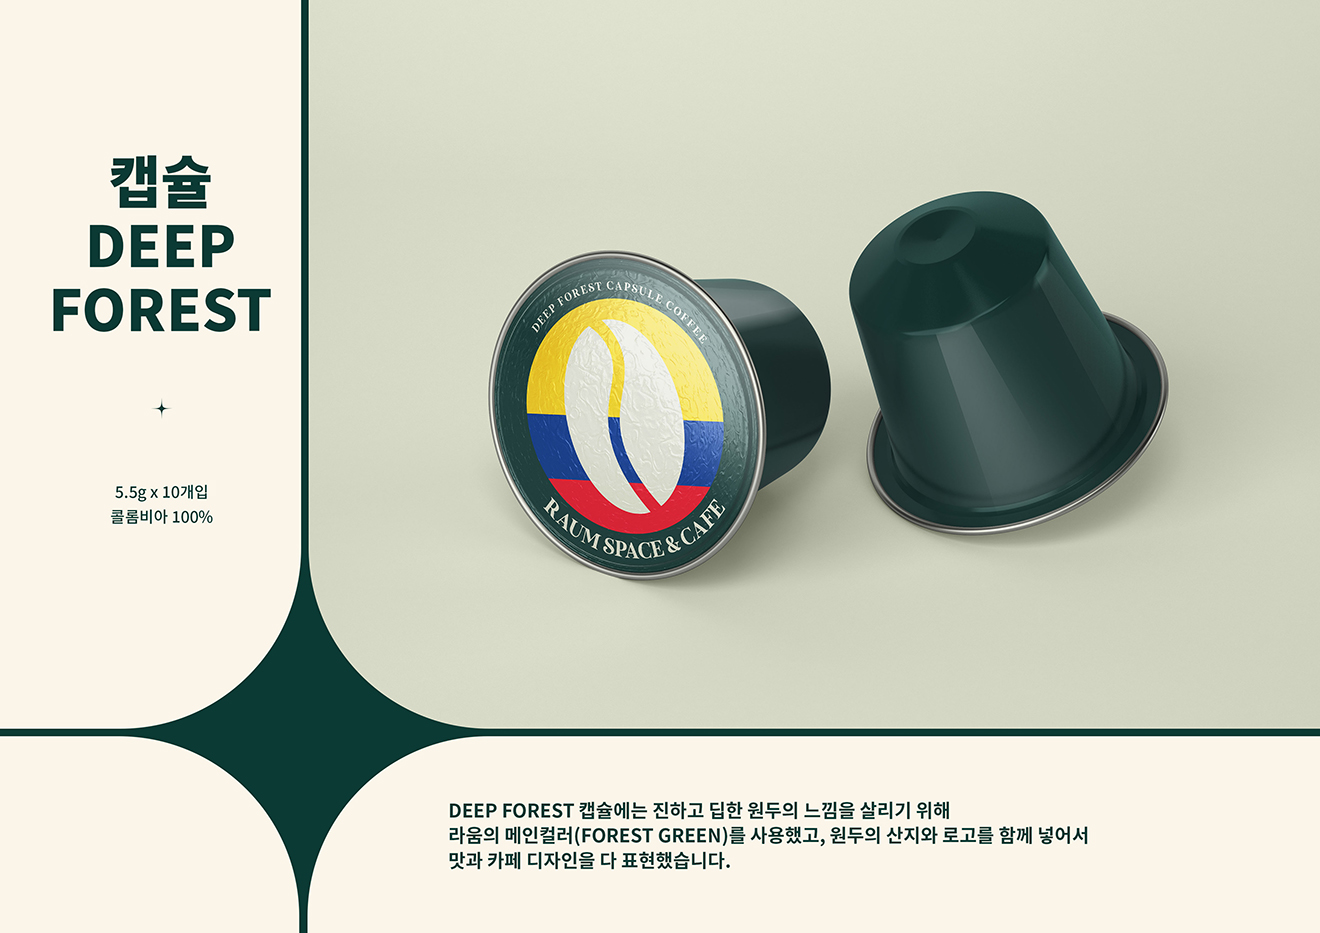 캡슐
DEEP
FOREST
5.5g x 10개입
콜롬비아 100%
DEEP FOREST CAPSULE COFFEE
RAUM SPACE & CAFE
DEEP FOREST 캡슐에는 진하고 딥한 원두의 느낌을 살리기 위해
라움의 메인컬러(FOREST GREEN)를 사용했고, 원두의 산지와 로고를 함께 넣어서
맛과 카페 디자인을 다 표현했습니다.